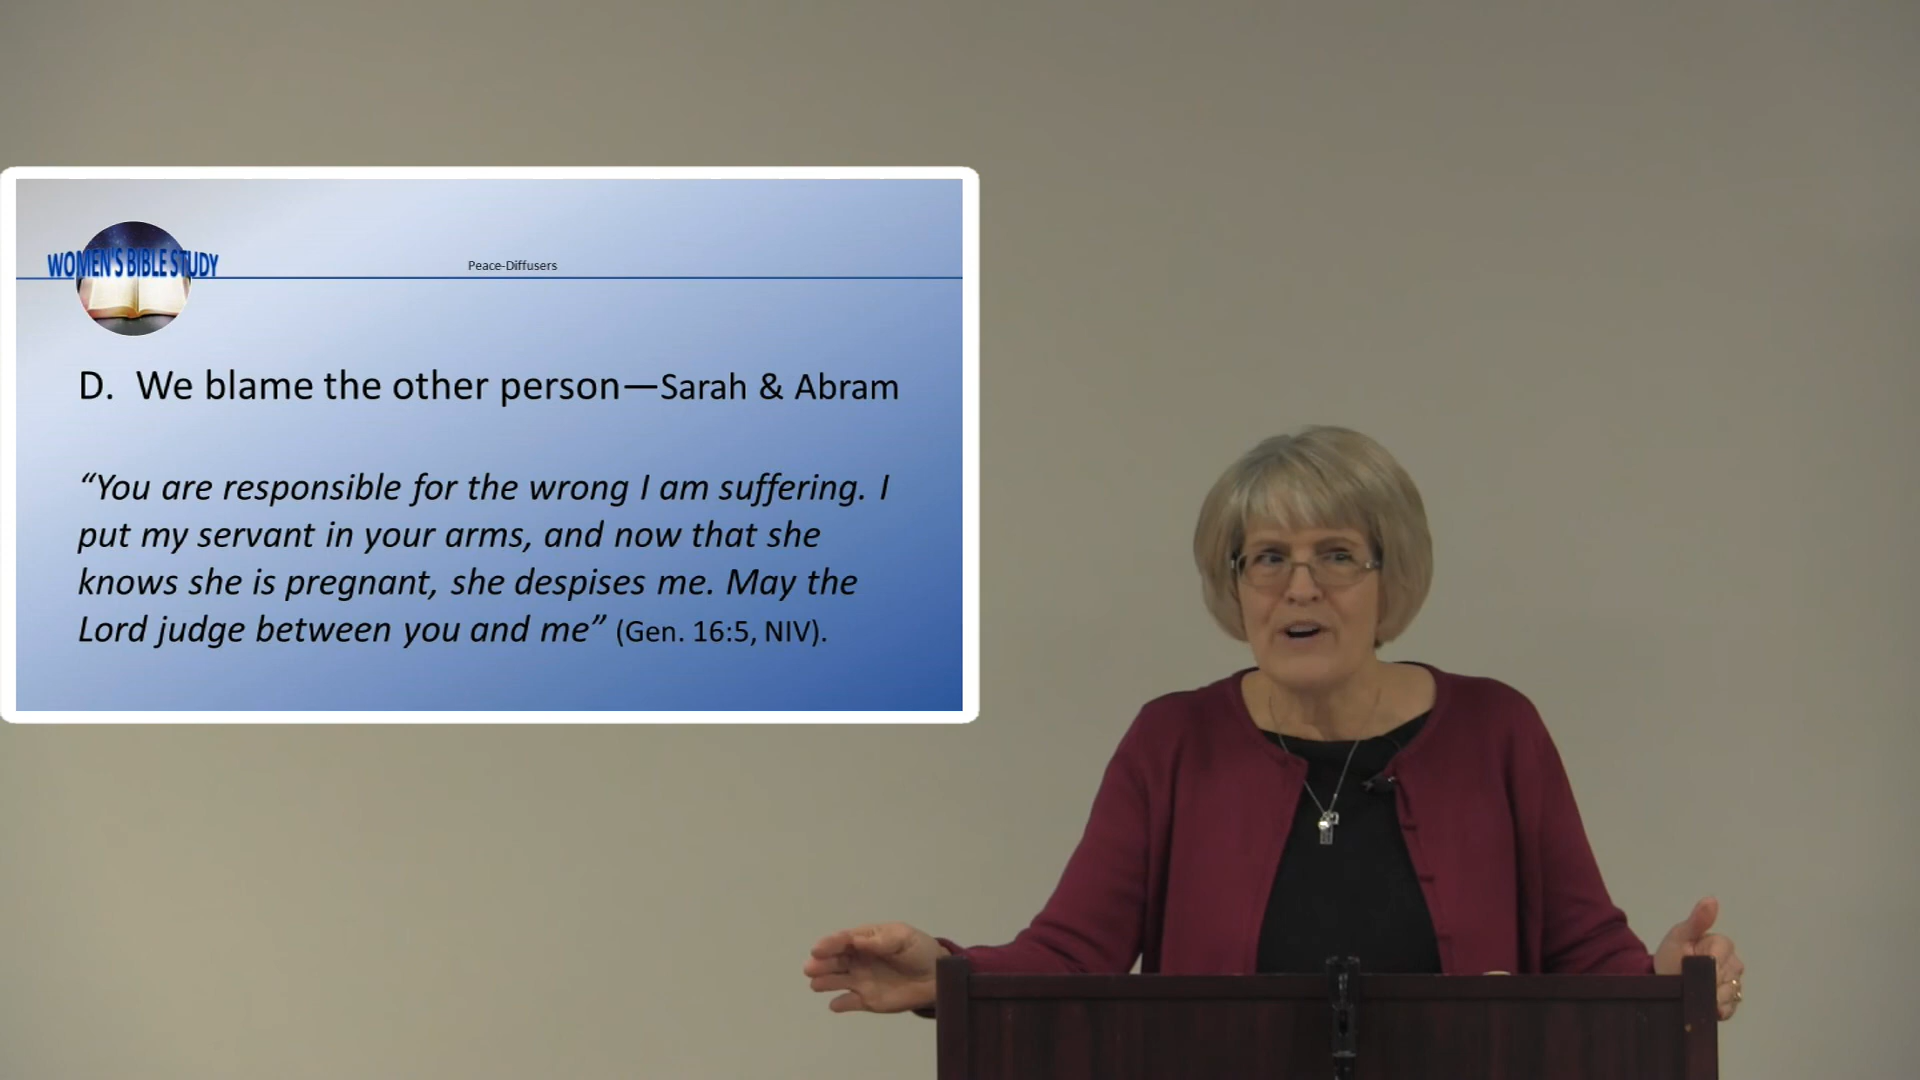 WOMEN'S BIBLE STUDY
Peace-Diffusers
D. We blame the other person—Sarah & Abram
“You are responsible for the wrong I am suffering. I
put my servant in your arms, and now that she
knows she is pregnant, she despises me. May the
Lord judge between you and me” (Gen. 16:5, NIV).